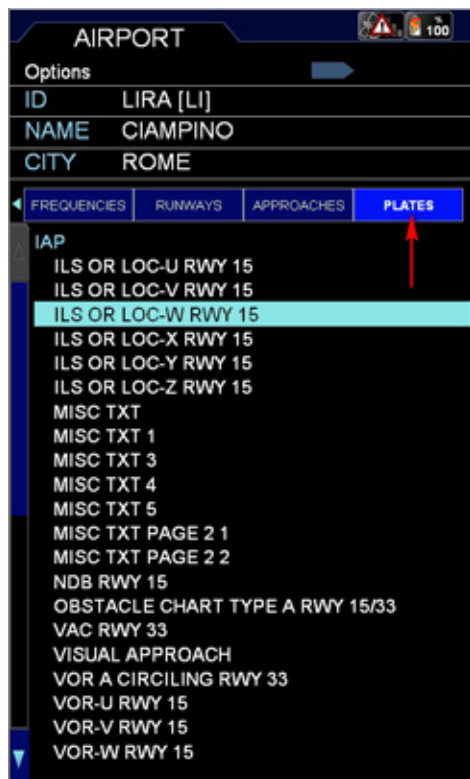 AIRPORT
% 100
Options
ID LIRA [LI]
NAME CIAMPINO
CITY ROME
FREQUENCIES RUNWAYS APPROACHES PLATES
IAP
ILS OR LOC-U RWY 15
ILS OR LOC-V RWY 15
ILS OR LOC-W RWY 15
ILS OR LOC-X RWY 15
ILS OR LOC-Y RWY 15
ILS OR LOC-Z RWY 15
MISC TXT
MISC TXT 1
MISC TXT 3
MISC TXT 4
MISC TXT 5
MISC TXT PAGE 2 1
MISC TXT PAGE 2 2
NDB RWY 15
OBSTACLE CHART TYPE A RWY 15/33
VAC RWY 33
VISUAL APPROACH
VOR A CIRCILING RWY 33
VOR-U RWY 15
VOR-V RWY 15
VOR-W RWY 15